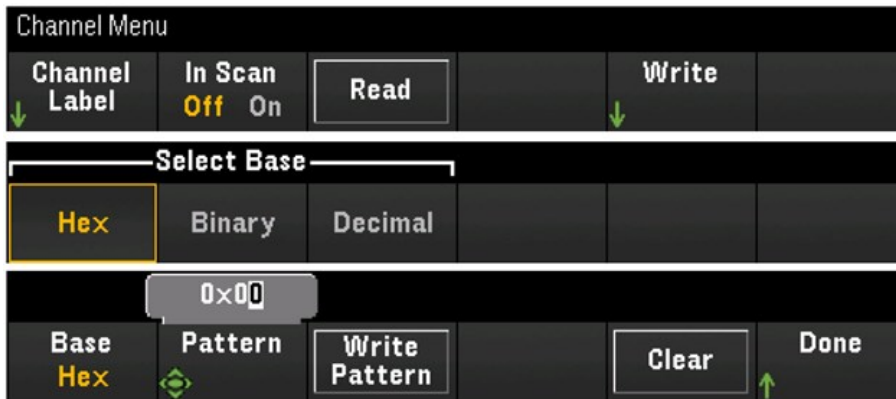 Channel Menu
Channel Label
In Scan
Off On
Read
Write
Select Base
Hex
Binary
Decimal
0x00
Base
Hex
Pattern
Write
Pattern
Clear
Done